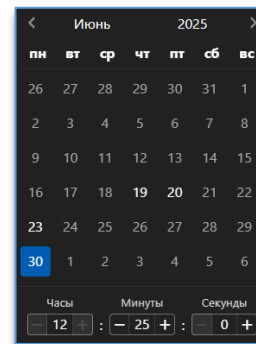 < Июнь 2025 >
пн вт ср чт пт сб вс
26 27 28 29 30 31 1
2 3 4 5 6 7 8
9 10 11 12 13 14 15
16 17 18 19 20 21 22
23 24 25 26 27 28 29
30 1 2 3 4 5 6
Часы Минуты Секунды
− 12 + : − 25 + : − 0 +